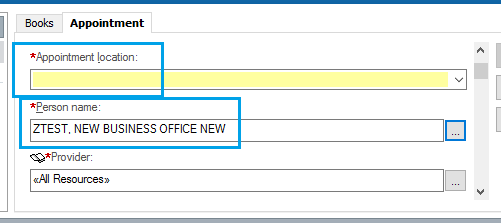 Books Appointment
*Appointment location:
*Person name:
ZTEST, NEW BUSINESS OFFICE NEW ...
*Provider:
«All Resources» ...